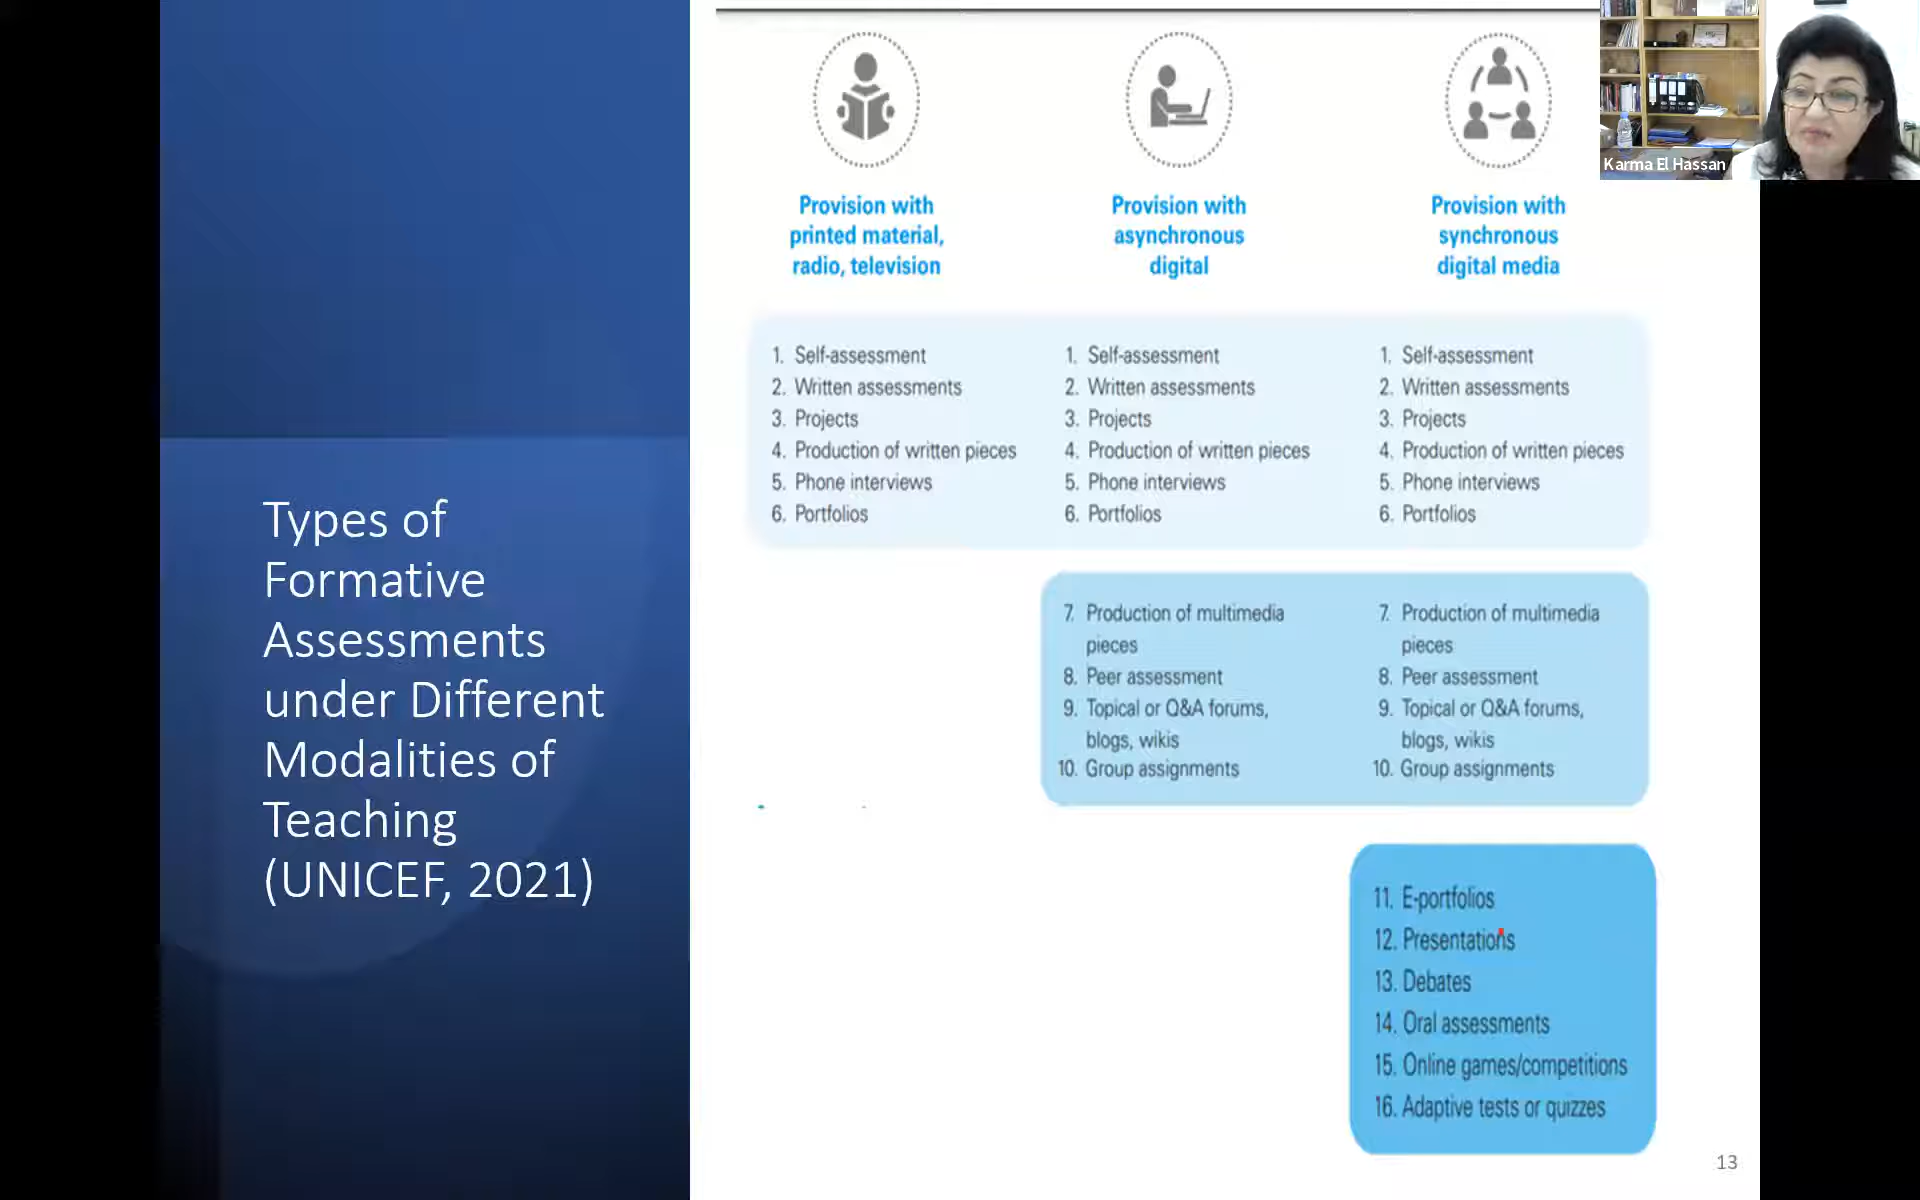 Types of
Formative
Assessments
under Different
Modalities of
Teaching
(UNICEF, 2021)
Provision with
printed material,
radio, television
Provision with
asynchronous
digital
Provision with
synchronous
digital media
1. Self-assessment
2. Written assessments
3. Projects
4. Production of written pieces
5. Phone interviews
6. Portfolios
1. Self-assessment
2. Written assessments
3. Projects
4. Production of written pieces
5. Phone interviews
6. Portfolios
1. Self-assessment
2. Written assessments
3. Projects
4. Production of written pieces
5. Phone interviews
6. Portfolios
7. Production of multimedia
pieces
8. Peer assessment
9. Topical or Q&A forums,
blogs, wikis
10. Group assignments
7. Production of multimedia
pieces
8. Peer assessment
9. Topical or Q&A forums,
blogs, wikis
10. Group assignments
11. E-portfolios
12. Presentations
13. Debates
14. Oral assessments
15. Online games/competitions
16. Adaptive tests or quizzes
13
Karma El Hassan